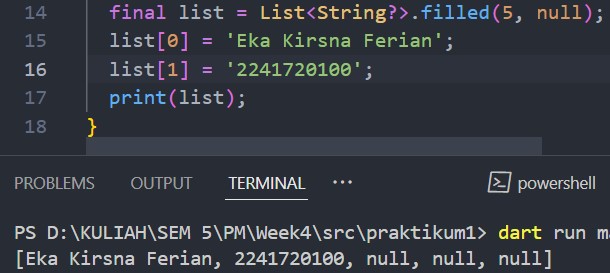 14 final list = List<String?>.filled(5, null);
15 list[0] = 'Eka Kirsna Ferian';
16 list[1] = '2241720100';
17 print(list);
18 }
PROBLEMS OUTPUT TERMINAL ··· powershell
PS D:\KULIAH\SEM 5\PM\Week4\src\praktikum1> dart run m
[Eka Kirsna Ferian, 2241720100, null, null, null]